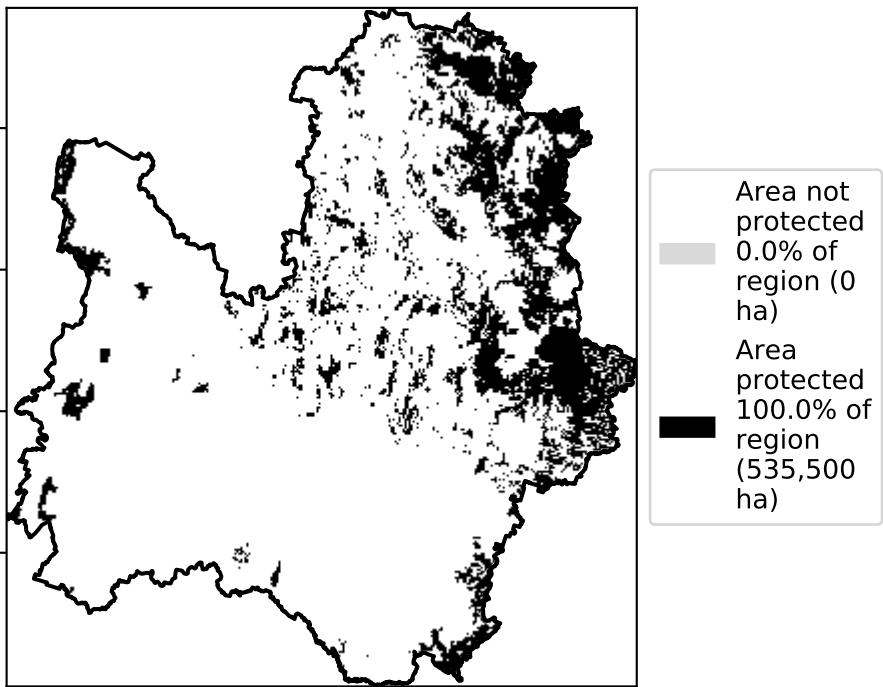 Area not
protected
0.0% of
region (0
ha)
Area
protected
100.0% of
region
(535,500
ha)